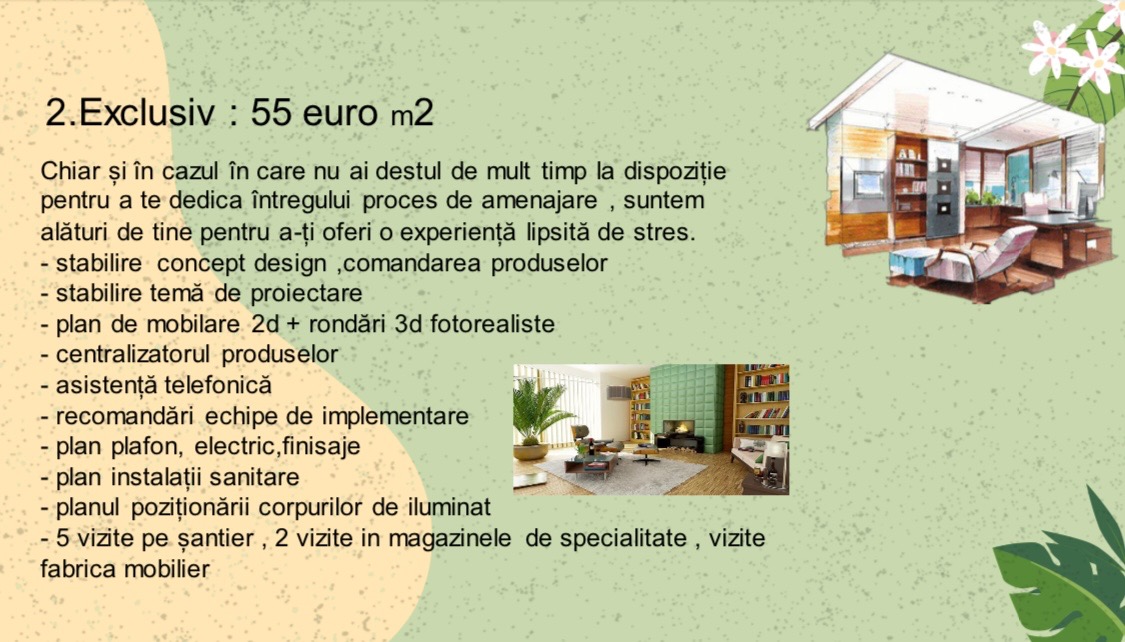 2.Exclusiv : 55 euro m2
Chiar și în cazul în care nu ai destul de mult timp la dispoziție
pentru a te dedica întregului proces de amenajare , suntem
alături de tine pentru a-ți oferi o experiență lipsită de stres.
- stabilire concept design ,comandarea produselor
- stabilire temă de proiectare
- plan de mobilare 2d + rondări 3d fotorealiste
- centralizatorul produselor
- asistență telefonică
- recomandări echipe de implementare
- plan plafon, electric,finisaje
- plan instalații sanitare
- planul poziționării corpurilor de iluminat
- 5 vizite pe șantier , 2 vizite in magazinele de specialitate , vizite
fabrica mobilier